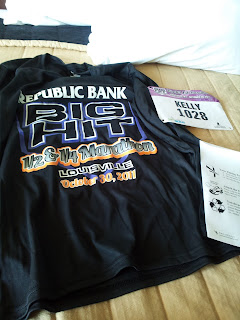 REPUBLIC BANK
BIG
HIT
1/2 & 1/4 Marathon
LOUISVILLE
October 30, 2011
KELLY
1028